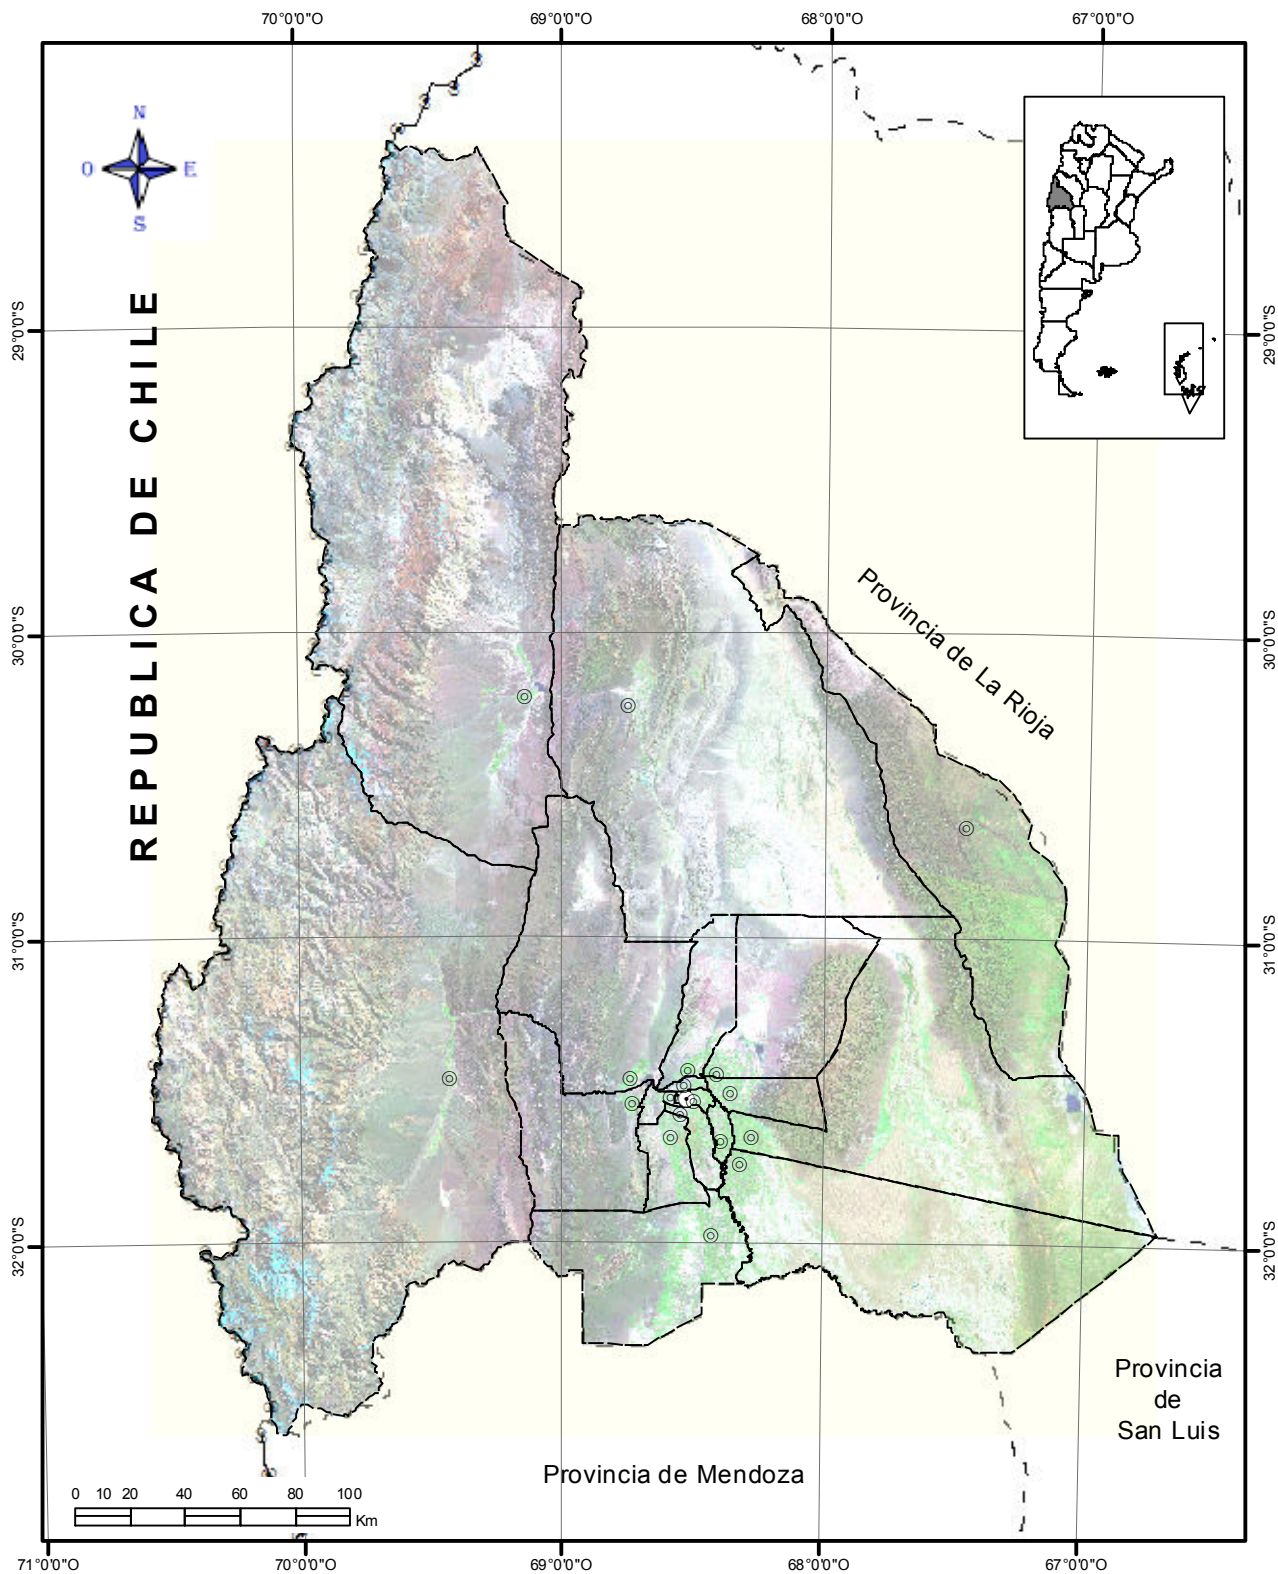 70°0'0"O
69°0'0"O
68°0'0"O
67°0'0"O
N
O
E
S
REPUBLICA DE CHILE
29°0'0"S
29°0'0"S
Provincia de La Rioja
30°0'0"S
30°0'0"S
31°0'0"S
31°0'0"S
32°0'0"S
32°0'0"S
Provincia
de
San Luis
Provincia de Mendoza
0 10 20 40 60 80 100
Km
71°0'0"O
70°0'0"O
69°0'0"O
68°0'0"O
67°0'0"O